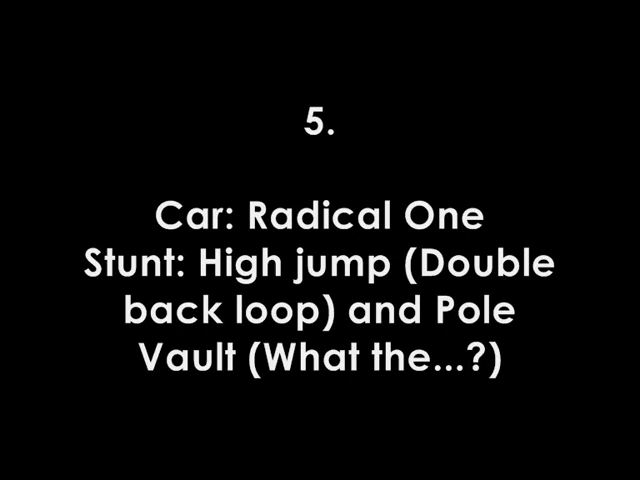 5.
Car: Radical One
Stunt: High jump (Double
back loop) and Pole
Vault (What the...?)